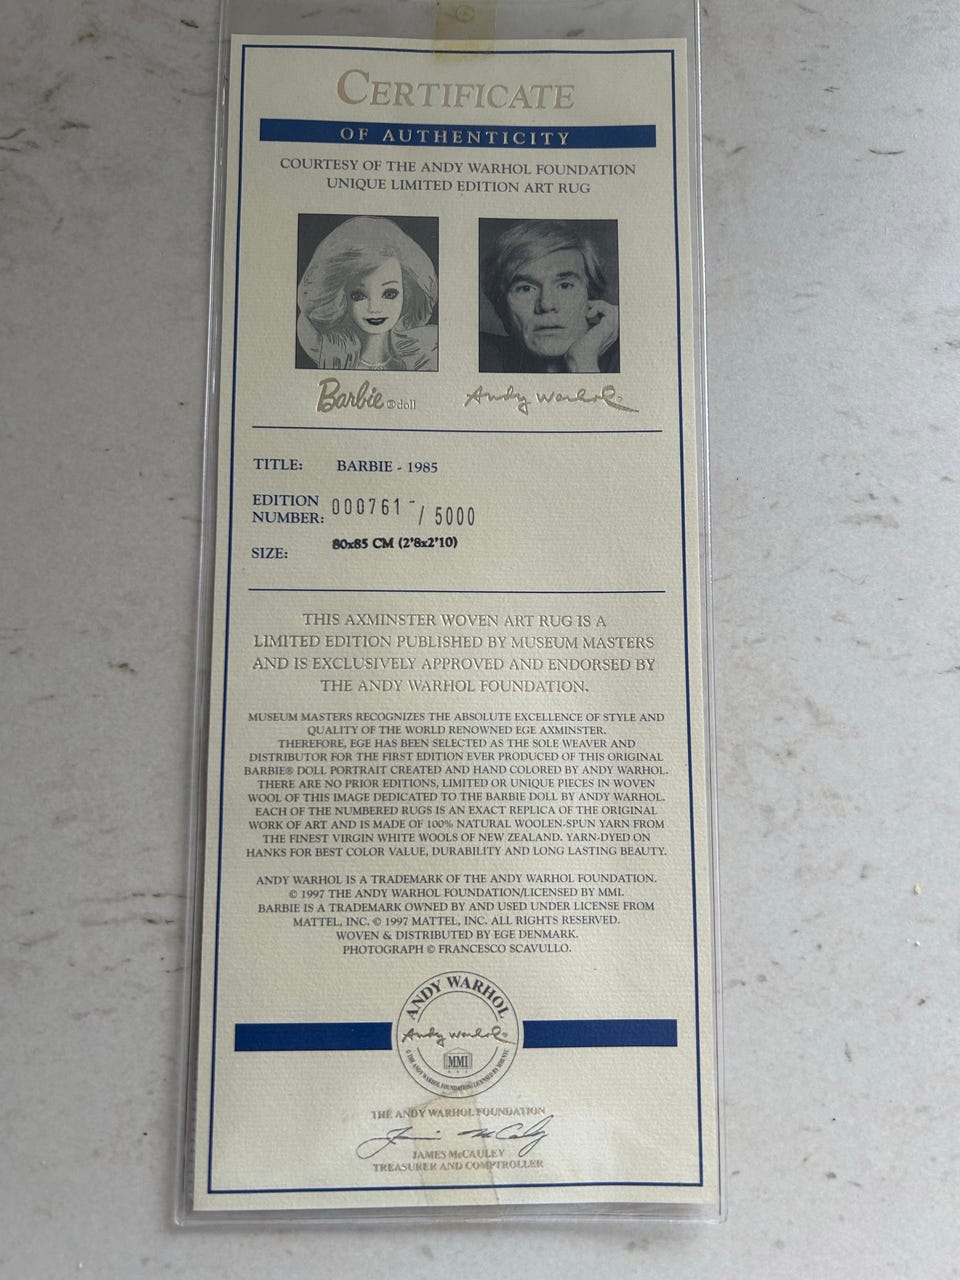 CERTIFICATE
OF AUTHENTICITY
COURTESY OF THE ANDY WARHOL FOUNDATION
UNIQUE LIMITED EDITION ART RUG
Barbie ® doll
Andy Warhol
TITLE: BARBIE - 1985
EDITION NUMBER: 000761 - / 5000
SIZE: 80x85 CM (2'8x2'10)
THIS AXMINSTER WOVEN ART RUG IS A
LIMITED EDITION PUBLISHED BY MUSEUM MASTERS
AND IS EXCLUSIVELY APPROVED AND ENDORSED BY
THE ANDY WARHOL FOUNDATION.
MUSEUM MASTERS RECOGNIZES THE ABSOLUTE EXCELLENCE OF STYLE AND
QUALITY OF THE WORLD RENOWNED EGE AXMINSTER.
THEREFORE, EGE HAS BEEN SELECTED AS THE SOLE WEAVER AND
DISTRIBUTOR FOR THE FIRST EDITION EVER PRODUCED OF THIS ORIGINAL
BARBIE® DOLL PORTRAIT CREATED AND HAND COLORED BY ANDY WARHOL.
THERE ARE NO PRIOR EDITIONS, LIMITED OR UNIQUE PIECES IN WOVEN
WOOL OF THIS IMAGE DEDICATED TO THE BARBIE DOLL BY ANDY WARHOL.
EACH OF THE NUMBERED RUGS IS AN EXACT REPLICA OF THE ORIGINAL
WORK OF ART AND IS MADE OF 100% NATURAL WOOLEN-SPUN YARN FROM
THE FINEST VIRGIN WHITE WOOLS OF NEW ZEALAND. YARN-DYED ON
HANKS FOR BEST COLOR VALUE, DURABILITY AND LONG LASTING BEAUTY.
ANDY WARHOL IS A TRADEMARK OF THE ANDY WARHOL FOUNDATION.
© 1997 THE ANDY WARHOL FOUNDATION/LICENSED BY MMI.
BARBIE IS A TRADEMARK OWNED BY AND USED UNDER LICENSE FROM
MATTEL, INC. © 1997 MATTEL, INC. ALL RIGHTS RESERVED.
WOVEN & DISTRIBUTED BY EGE DENMARK.
PHOTOGRAPH © FRANCESCO SCAVULLO.
ANDY WARHOL
Andy Warhol
MMI
THE ANDY WARHOL FOUNDATION
James McCauley
JAMES McCAULEY
TREASURER AND COMPTROLLER